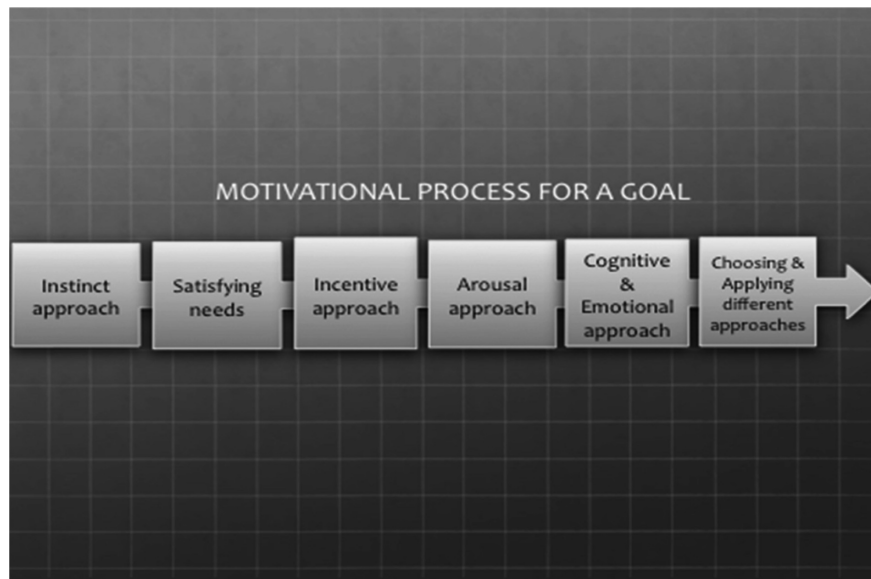 MOTIVATIONAL PROCESS FOR A GOAL
Instinct
approach
Satisfying
needs
Incentive
approach
Arousal
approach
Cognitive
&
Emotional
approach
Choosing &
Applying
different
approaches